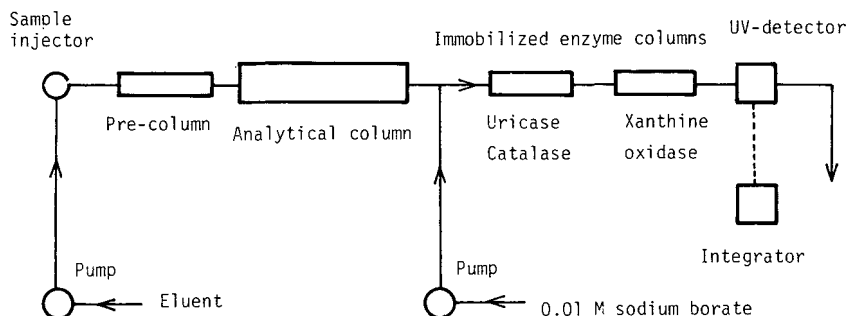 Sample
injector
UV-detector
Immobilized enzyme columns
Pre-column
Analytical column
Uricase
Catalase
Xanthine
oxidase
Integrator
Pump
Eluent
Pump
0.01 M sodium borate